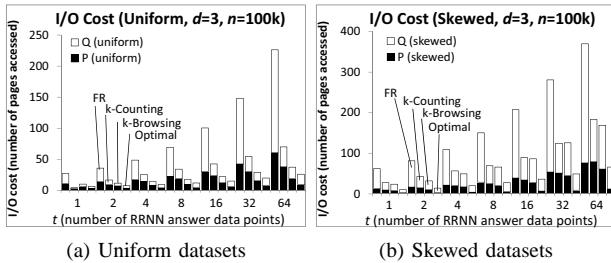 I/O Cost (Uniform, d=3, n=100k)
I/O cost (number of pages accessed)
250
200
150
100
50
0
Q (uniform)
P (uniform)
FR
k-Counting
k-Browsing
Optimal
1 2 4 8 16 32 64
t (number of RRNN answer data points)
(a) Uniform datasets
I/O Cost (Skewed, d=3, n=100k)
I/O cost (number of pages accessed)
400
300
200
100
0
Q (skewed)
P (skewed)
FR
k-Counting
k-Browsing
Optimal
1 2 4 8 16 32 64
t (number of RRNN answer data points)
(b) Skewed datasets